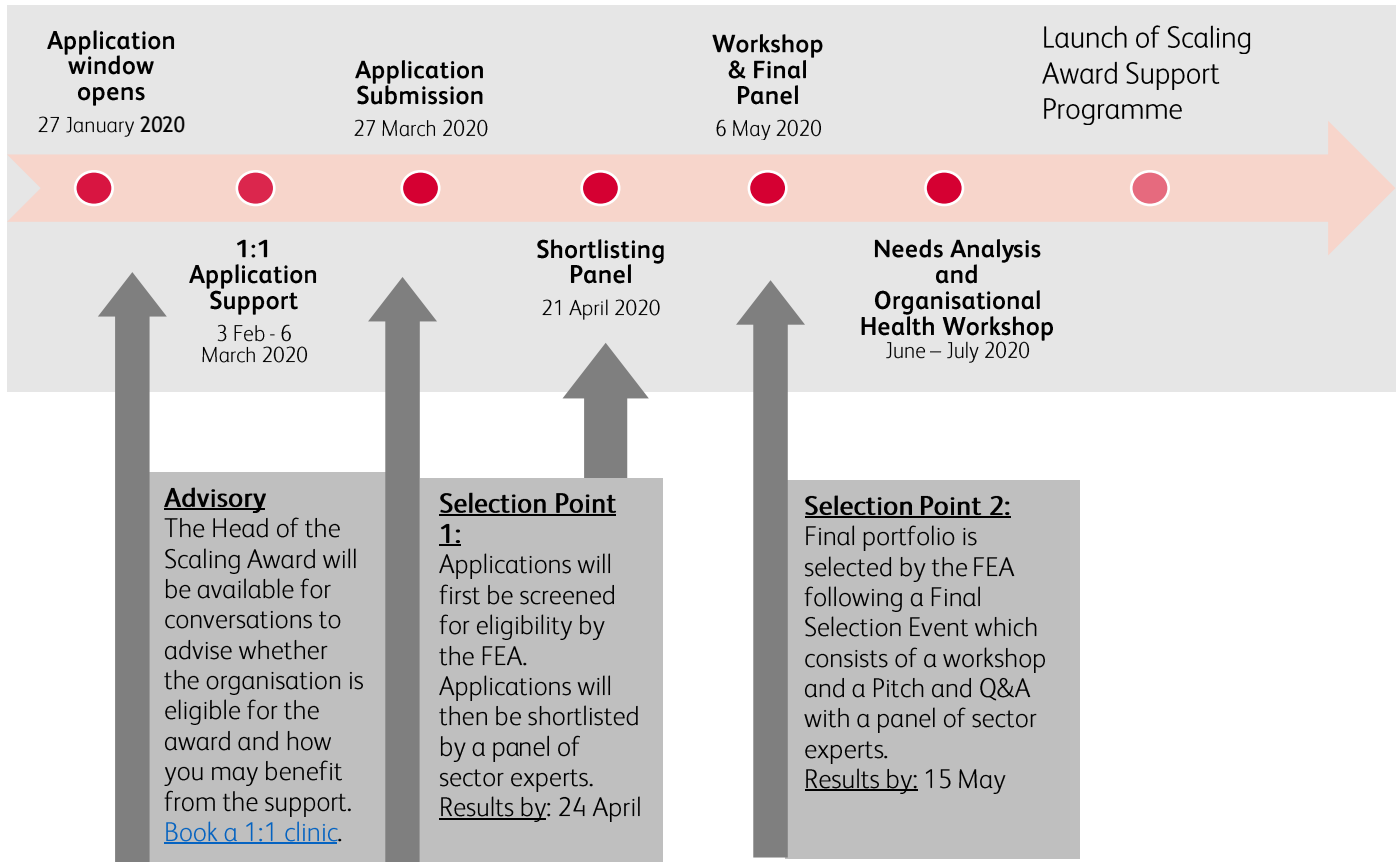 Application
window
opens
27 January 2020
Application
Submission
27 March 2020
Workshop
& Final
Panel
6 May 2020
Launch of Scaling
Award Support
Programme
1:1
Application
Support
3 Feb - 6
March 2020
Shortlisting
Panel
21 April 2020
Needs Analysis
and
Organisational
Health Workshop
June – July 2020
Advisory
The Head of the
Scaling Award will
be available for
conversations to
advise whether
the organisation is
eligible for the
award and how
you may benefit
from the support.
Book a 1:1 clinic.
Selection Point
1:
Applications will
first be screened
for eligibility by
the FEA.
Applications will
then be shortlisted
by a panel of
sector experts.
Results by: 24 April
Selection Point 2:
Final portfolio is
selected by the FEA
following a Final
Selection Event which
consists of a workshop
and a Pitch and Q&A
with a panel of sector
experts.
Results by: 15 May